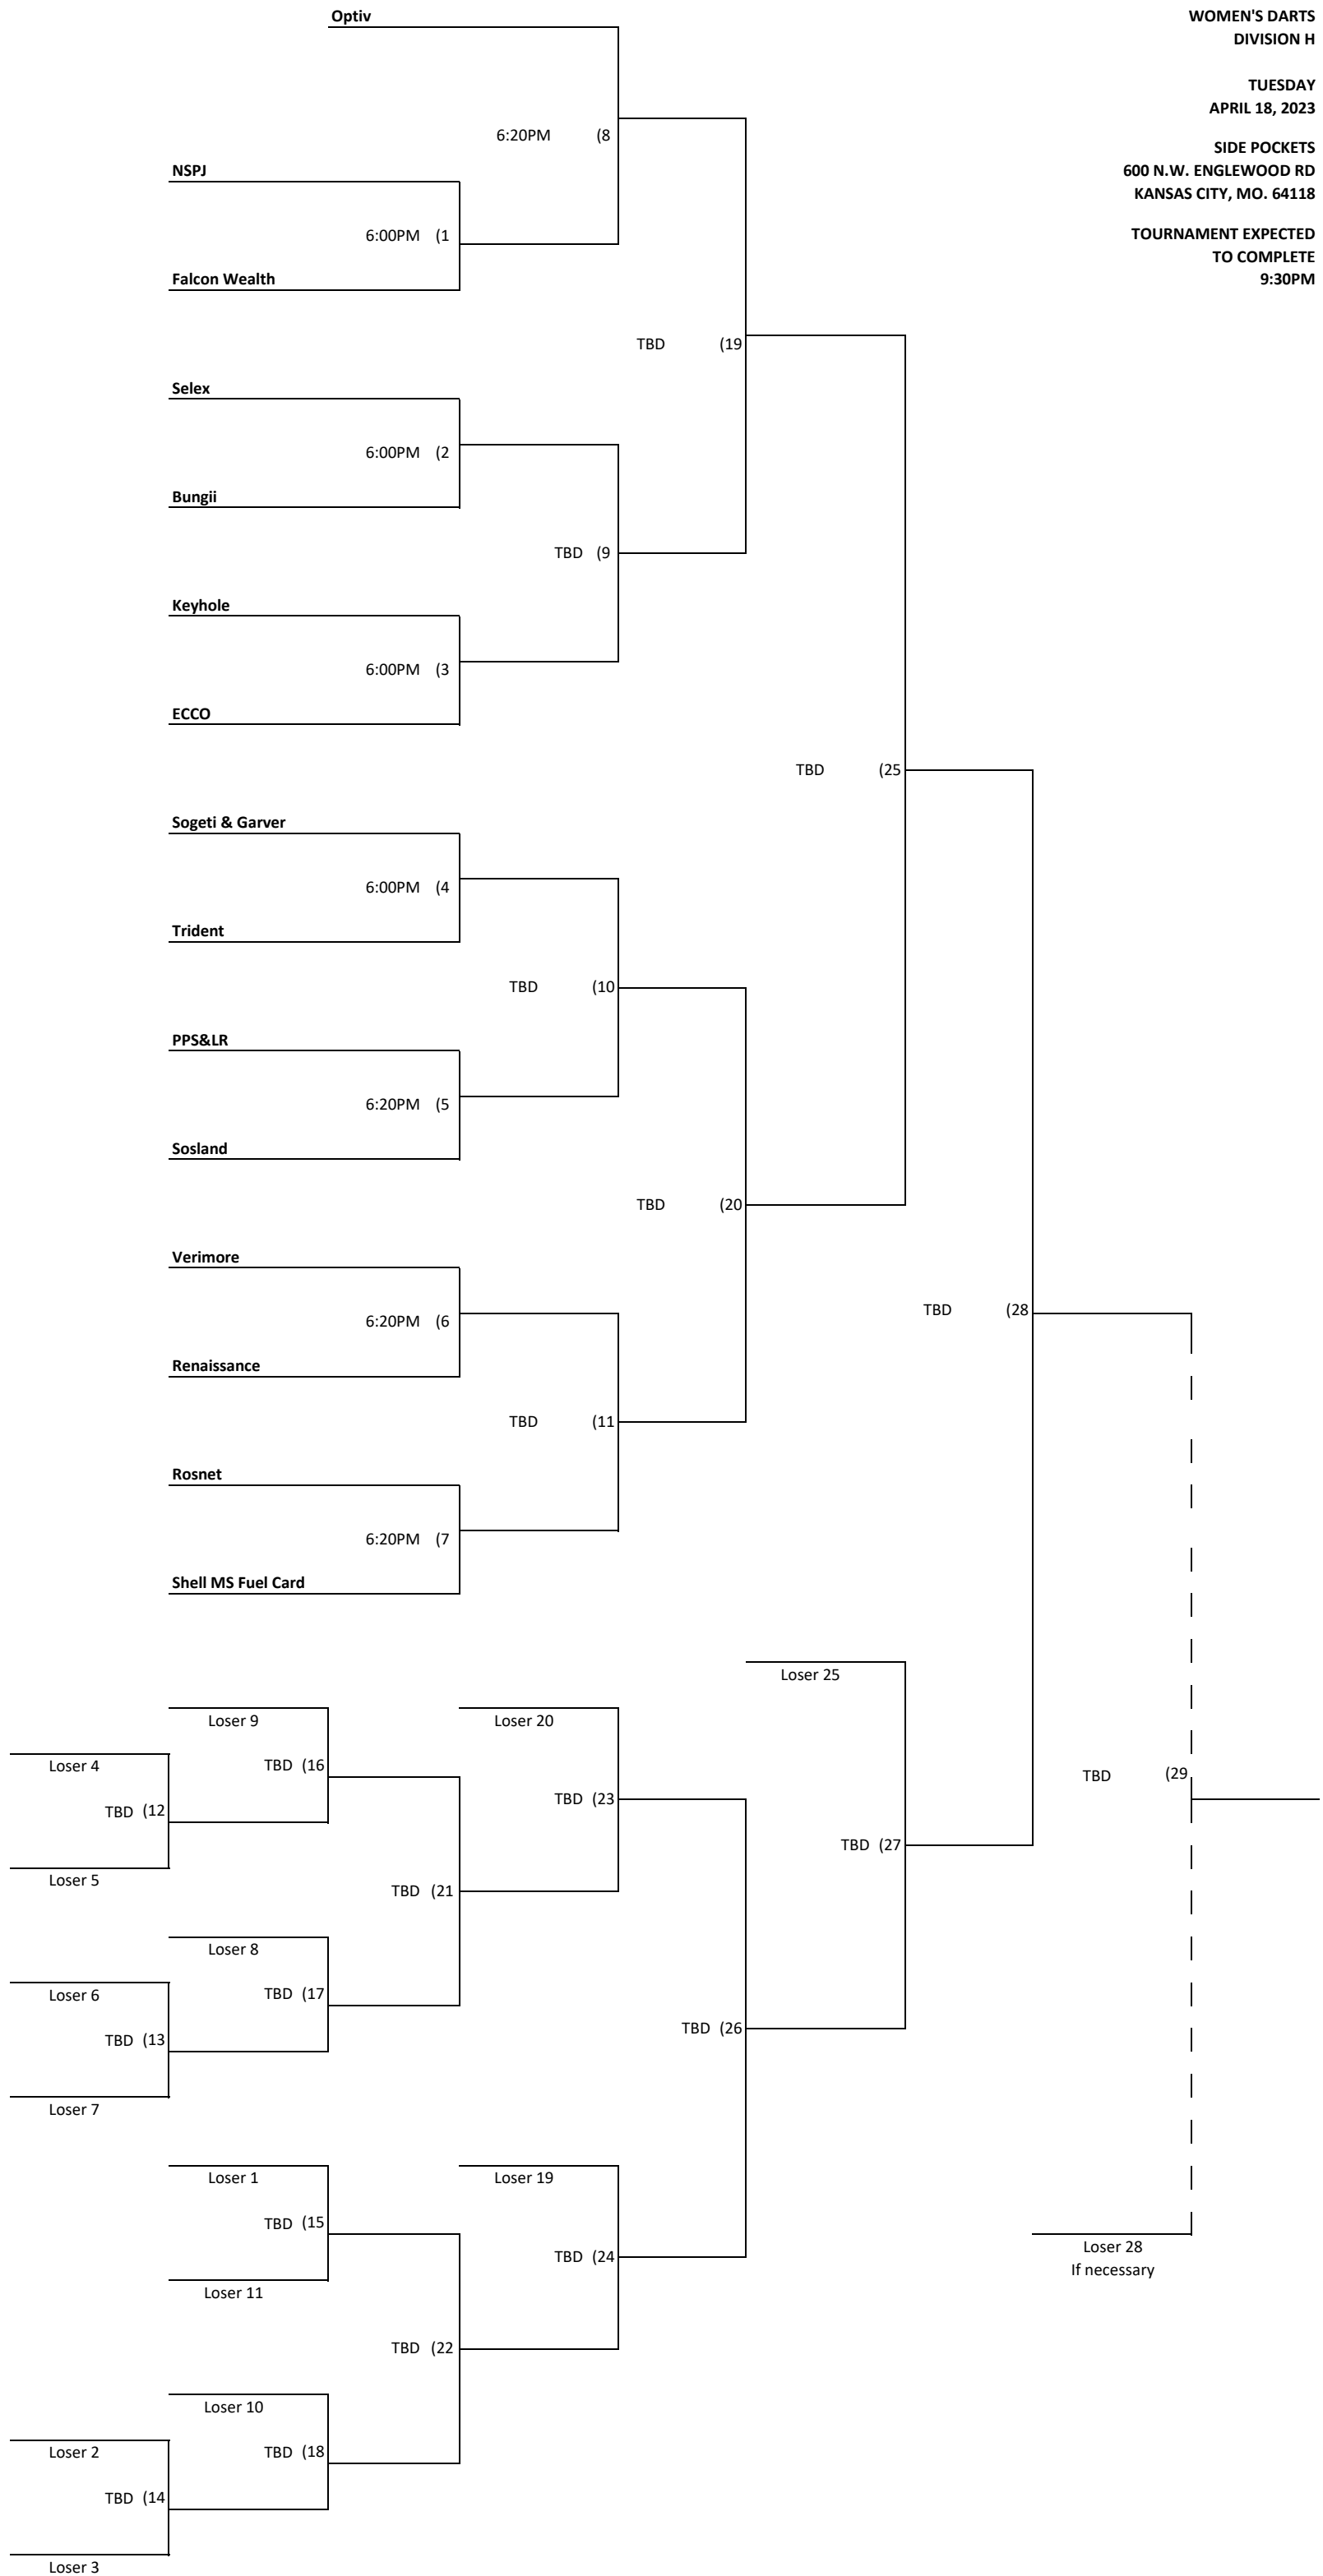 Optiv
WOMEN'S DARTS
DIVISION H
TUESDAY
APRIL 18, 2023
6:20PM (8
SIDE POCKETS
NSPJ
600 N.W. ENGLEWOOD RD
KANSAS CITY, MO. 64118
6:00PM (1
TOURNAMENT EXPECTED
TO COMPLETE
Falcon Wealth
9:30PM
TBD (19
Selex
6:00PM (2
Bungii
TBD (9
Keyhole
6:00PM (3
ECCO
TBD (25
Sogeti & Garver
6:00PM (4
Trident
TBD (10
PPS&LR
6:20PM (5
Sosland
TBD (20
Verimore
TBD (28
6:20PM (6
Renaissance
TBD (11
Rosnet
6:20PM (7
Shell MS Fuel Card
Loser 25
Loser 9
Loser 20
Loser 4
TBD (16
TBD (29
TBD (23
TBD (12
TBD (27
Loser 5
TBD (21
Loser 8
Loser 6
TBD (17
TBD (26
TBD (13
Loser 7
Loser 1
Loser 19
TBD (15
Loser 28
TBD (24
If necessary
Loser 11
TBD (22
Loser 10
Loser 2
TBD (18
TBD (14
Loser 3